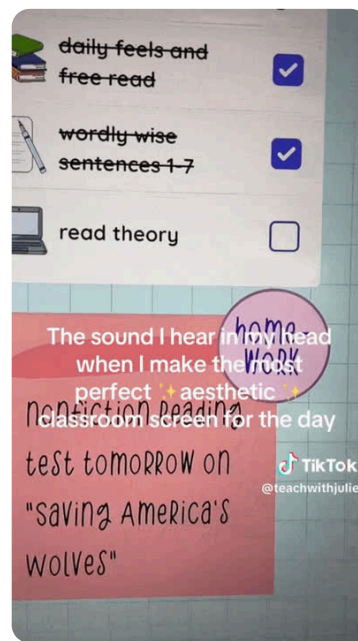 daily feels and
free read
wordly wise
sentences 1-7
read theory
home-
work
The sound I hear in my head
when I make the most
perfect ✨aesthetic ✨
classroom screen for the day
nonfiction reading
test tomorrow on
"saving America's
wolves"
TikTok
@teachwithjulie